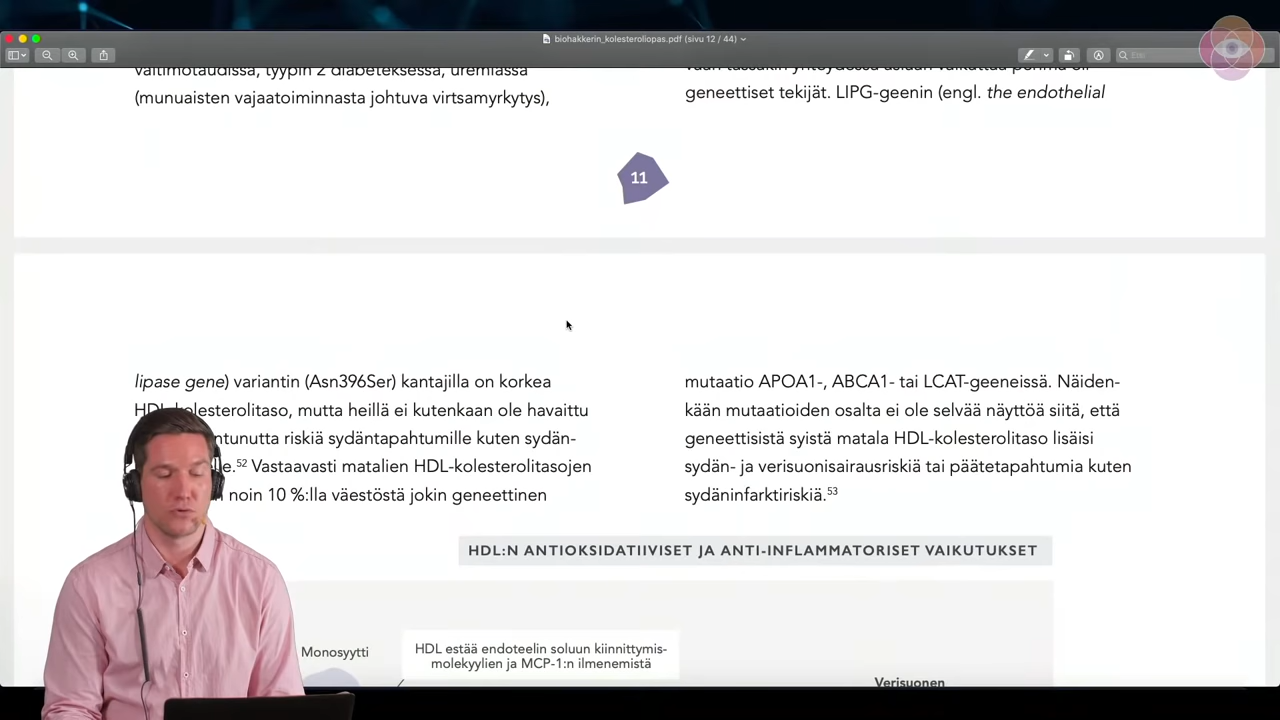 biohakkerin_kolesteroliopas.pdf (sivu 12 / 44)
valtimotaudissa, tyypin 2 diabeteksessa, uremiassa
(munuaisten vajaatoiminnasta johtuva virtsamyrkytys),
geneettiset tekijät. LIPG-geenin (engl. the endothelial
11
lipase gene) variantin (Asn396Ser) kantajilla on korkea
HDL-kolesterolitaso, mutta heillä ei kutenkaan ole havaittu
ntunutta riskiä sydäntapahtumille kuten sydän-
le.52 Vastaavasti matalien HDL-kolesterolitasojen
noin 10 %:lla väestöstä jokin geneettinen
mutaatio APOA1-, ABCA1- tai LCAT-geeneissä. Näiden-
kään mutaatioiden osalta ei ole selvää näyttöä siitä, että
geneettisistä syistä matala HDL-kolesterolitaso lisäisi
sydän- ja verisuonisairausriskiä tai päätetapahtumia kuten
sydäninfarktiriskiä.53
HDL:N ANTIOKSIDATIIVISET JA ANTI-INFLAMMATORISET VAIKUTUKSET
Monosyytti
HDL estää endoteelin soluun kiinnittymis-
molekyylien ja MCP-1:n ilmenemistä
Verisuonen